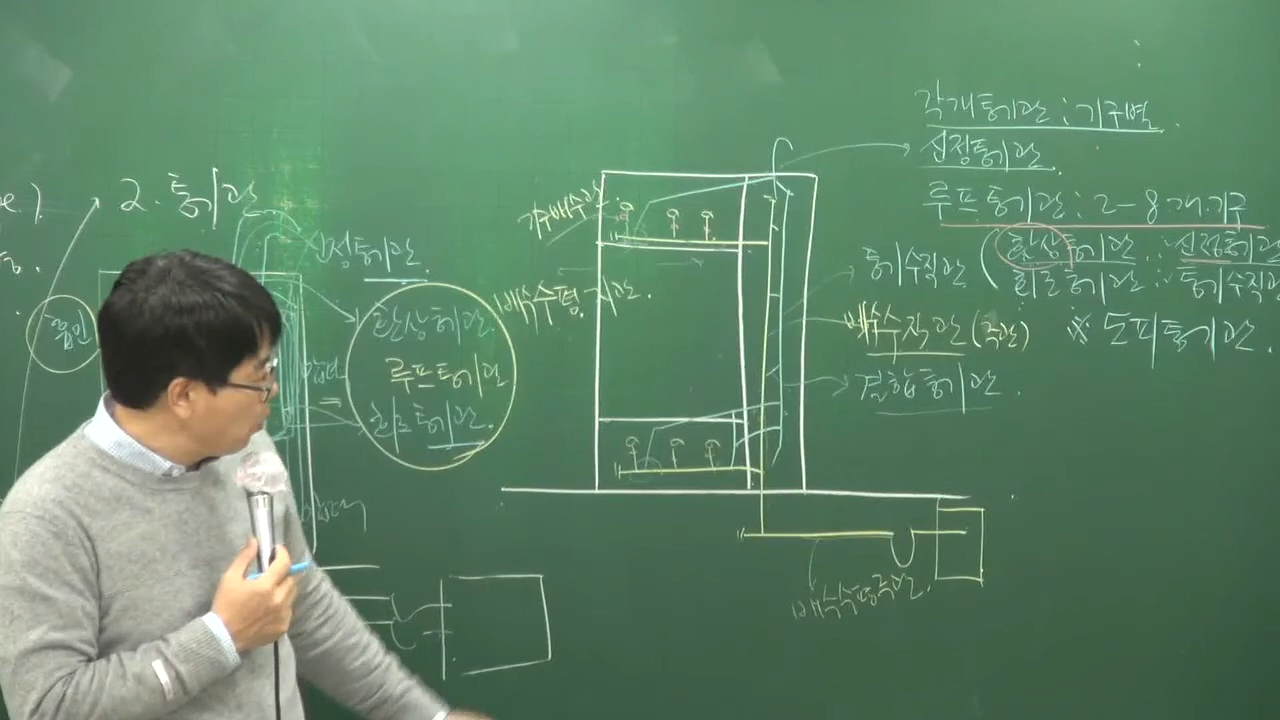 2. 통기관
신정통기관.
환상통기관.
루프통기관.
회로통기관.
기구배수관
배수수평지관.
각개통기관 : 기구별.
신정통기관.
루프통기관 : 2-8개기구
(환상통기관 ∴ 신정통기관
회로통기관 ∴ 통기수직관
통기수직관
배수수직관(주관)
※ 도피통기관.
결합통기관.
배수수평주관.